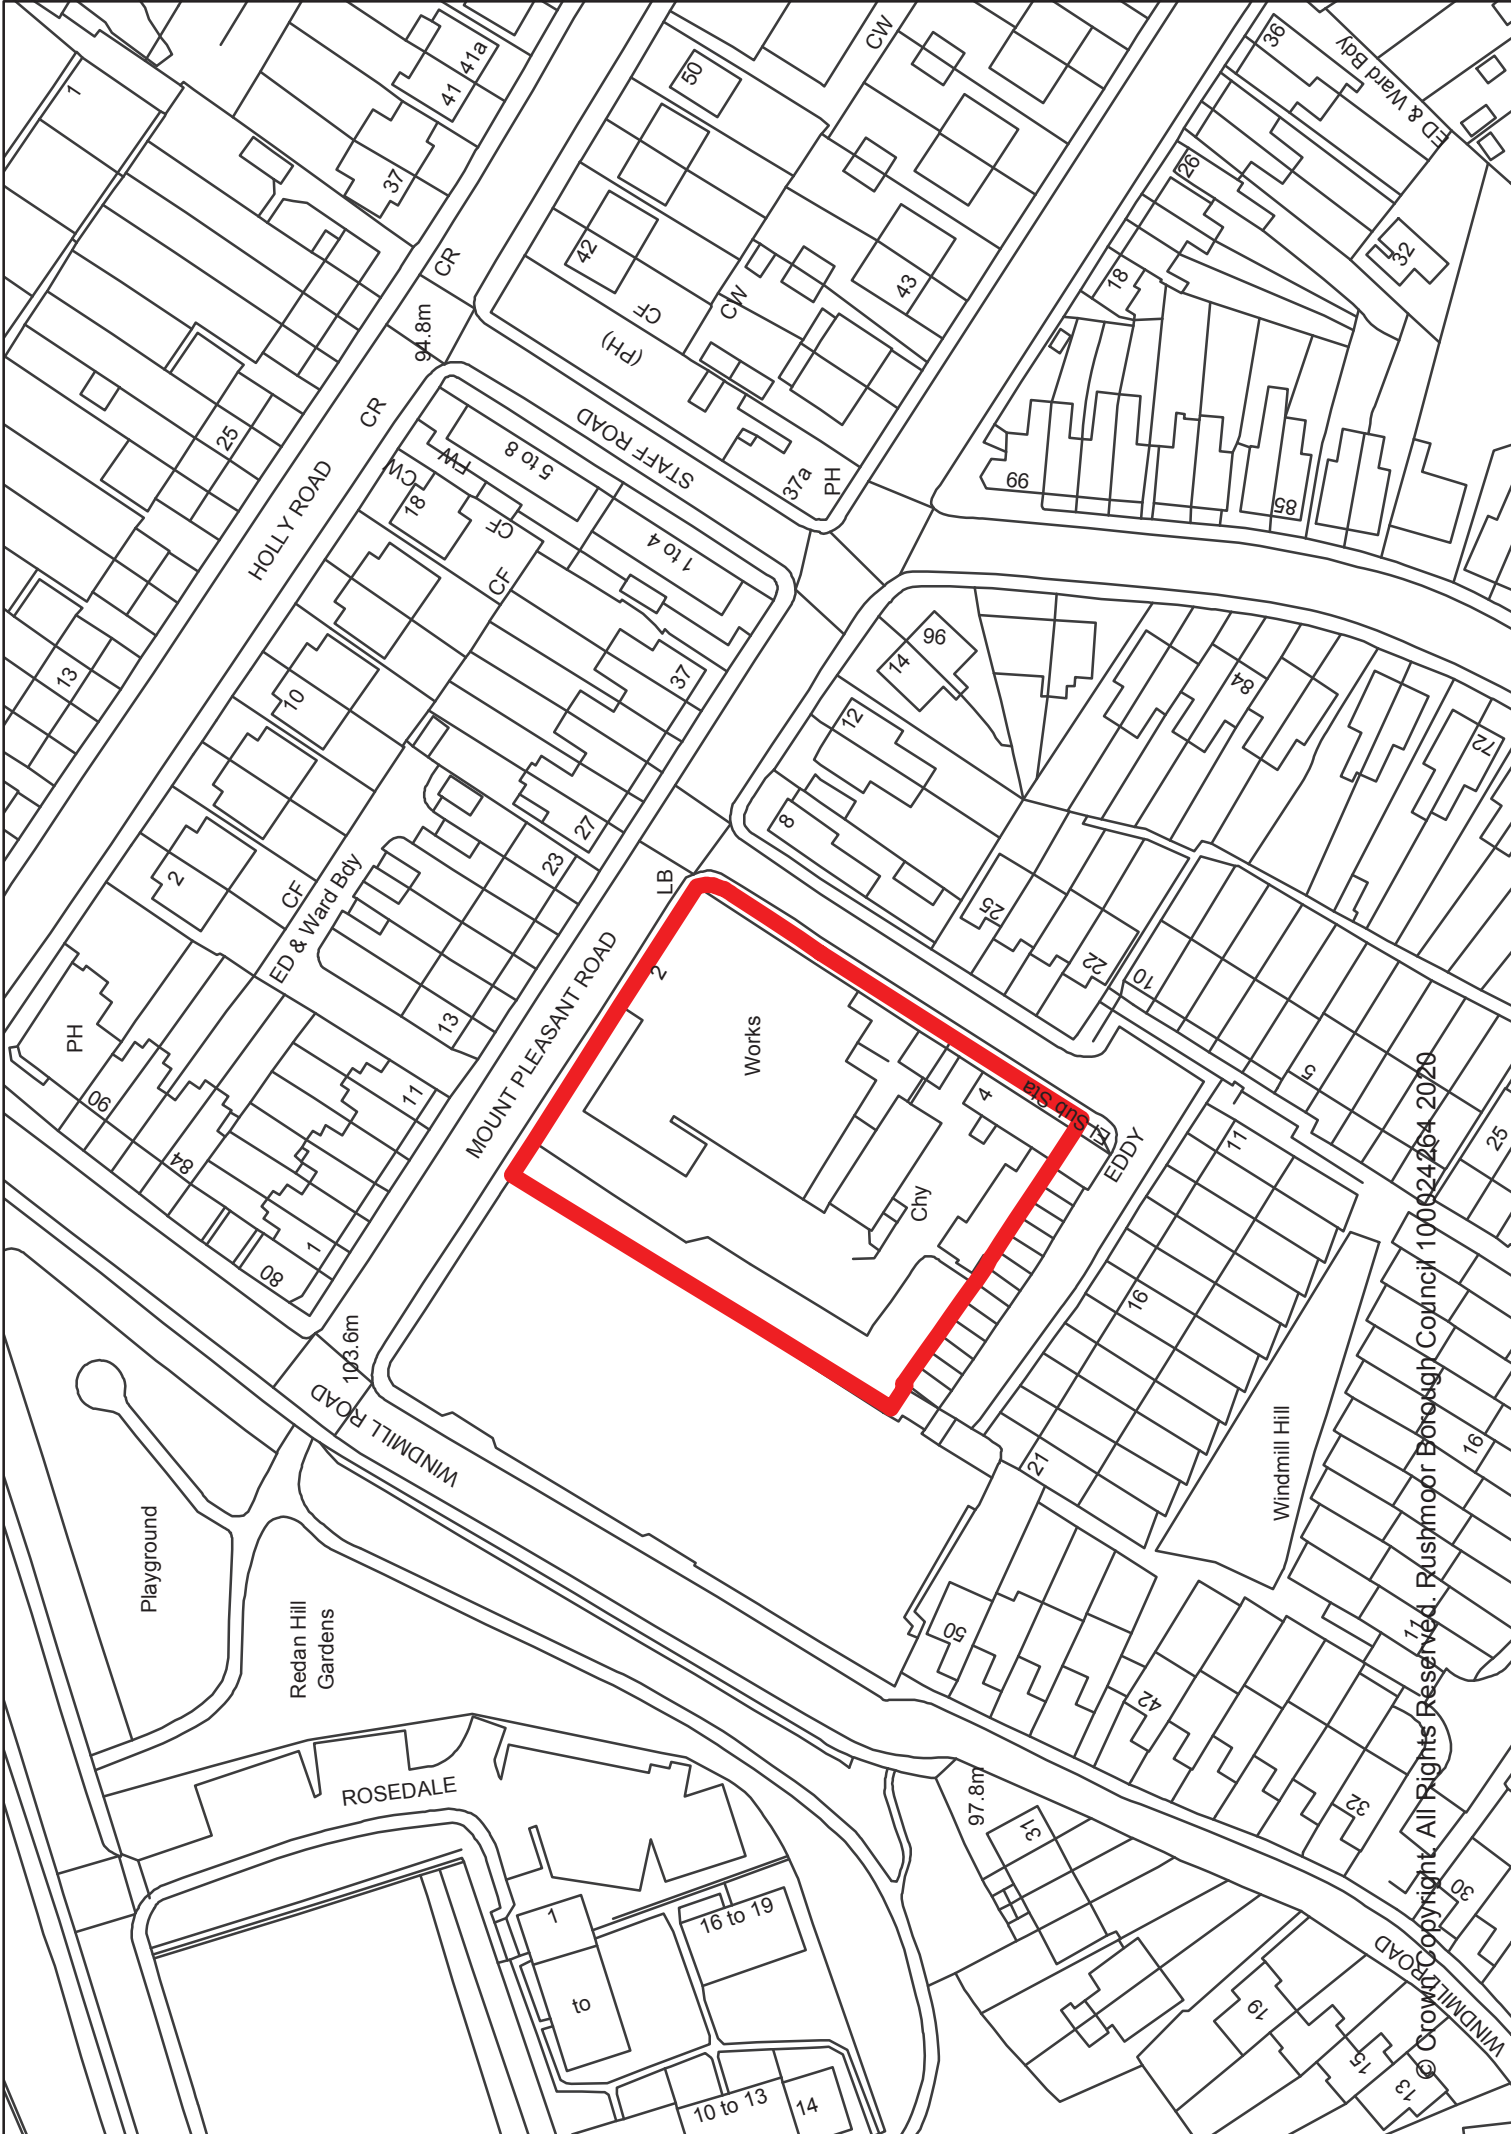 1
41
41a
50
CW
36
ED & Ward Bdy
37
CR
42
CF
(PH)
CW
43
26
18
32
94.8m
CR
25
HOLLY ROAD
CW
FW
18
5 to 8
CF
CF
STAFF ROAD
1 to 4
37a
PH
99
85
13
10
37
14
96
12
84
72
2
CF
ED & Ward Bdy
27
23
8
LB
25
22
10
PH
13
90
84
11
MOUNT PLEASANT ROAD
2
Works
4
El Sub Sta
Chy
EDDY
5
11
25
1
80
103.6m
WINDMILL ROAD
16
21
Windmill Hill
16
11
Playground
Redan Hill
Gardens
50
42
32
30
ROSEDALE
97.8m
31
1
to
16 to 19
10 to 13
14
19
15
13
WINDMILL ROAD
© Crown Copyright. All Rights Reserved. Rushmoor Borough Council 100024264 2020